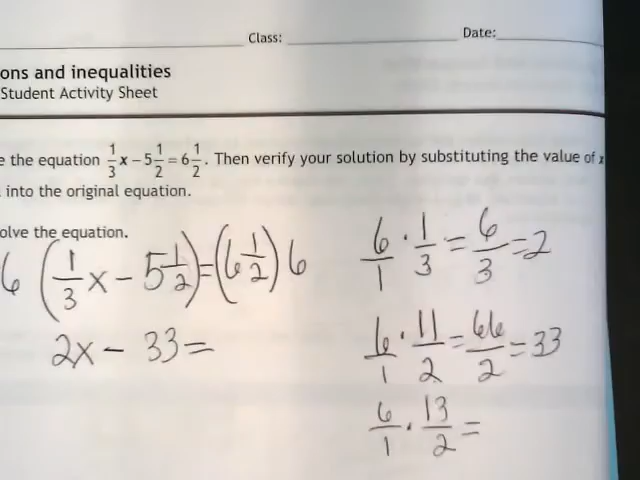 Class: Date:
ons and inequalities
Student Activity Sheet
e the equation 1/3 x − 5 1/2 = 6 1/2. Then verify your solution by substituting the value of x
into the original equation.
olve the equation.
6 (1/3 x − 5 1/2) = (6 1/2) 6
2x − 33 =
6/1 · 1/3 = 6/3 = 2
6/1 · 11/2 = 66/2 = 33
6/1 · 13/2 =